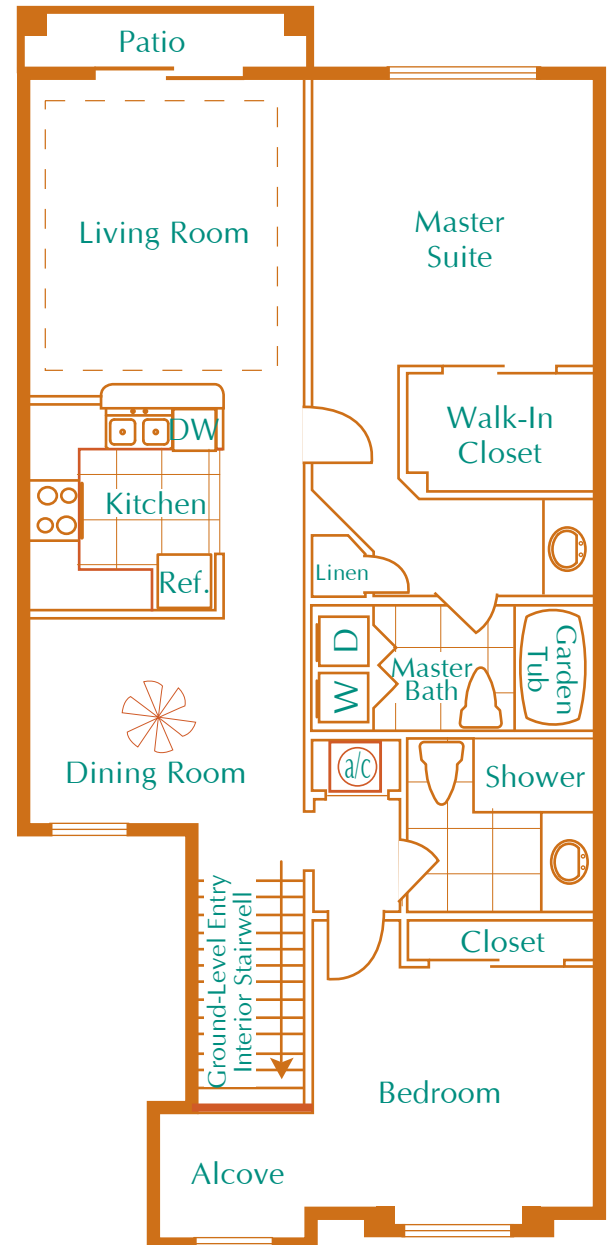 Patio
Living Room
Master
Suite
Walk-In
Closet
DW
Kitchen
Ref.
Linen
D
W
Master
Bath
Garden
Tub
Dining Room
a/c
Shower
Ground-Level Entry
Interior Stairwell
Closet
Bedroom
Alcove